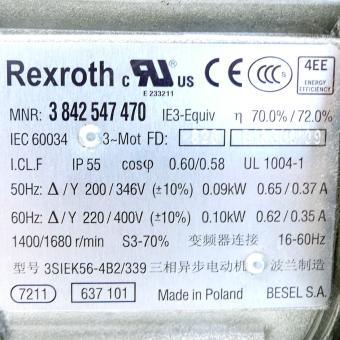 Rexroth c RU US CE CCC 4EE
E 233211 ENERGY EFFICIENCY
MNR: 3 842 547 470 IE3-Equiv η 70.0% / 72.0%
IEC 60034 3~Mot FD:
I.CL.F IP 55 cosφ 0.60/0.58 UL 1004-1
50Hz: Δ / Y 200 / 346V (±10%) 0.09kW 0.65 / 0.37 A
60Hz: Δ / Y 220 / 400V (±10%) 0.10kW 0.62 / 0.35 A
1400/1680 r/min S3-70% 变频器连接 16-60Hz
型号 3SIEK56-4B2/339 三相异步电动机 波兰制造
7211 637 101 Made in Poland BESEL S.A.